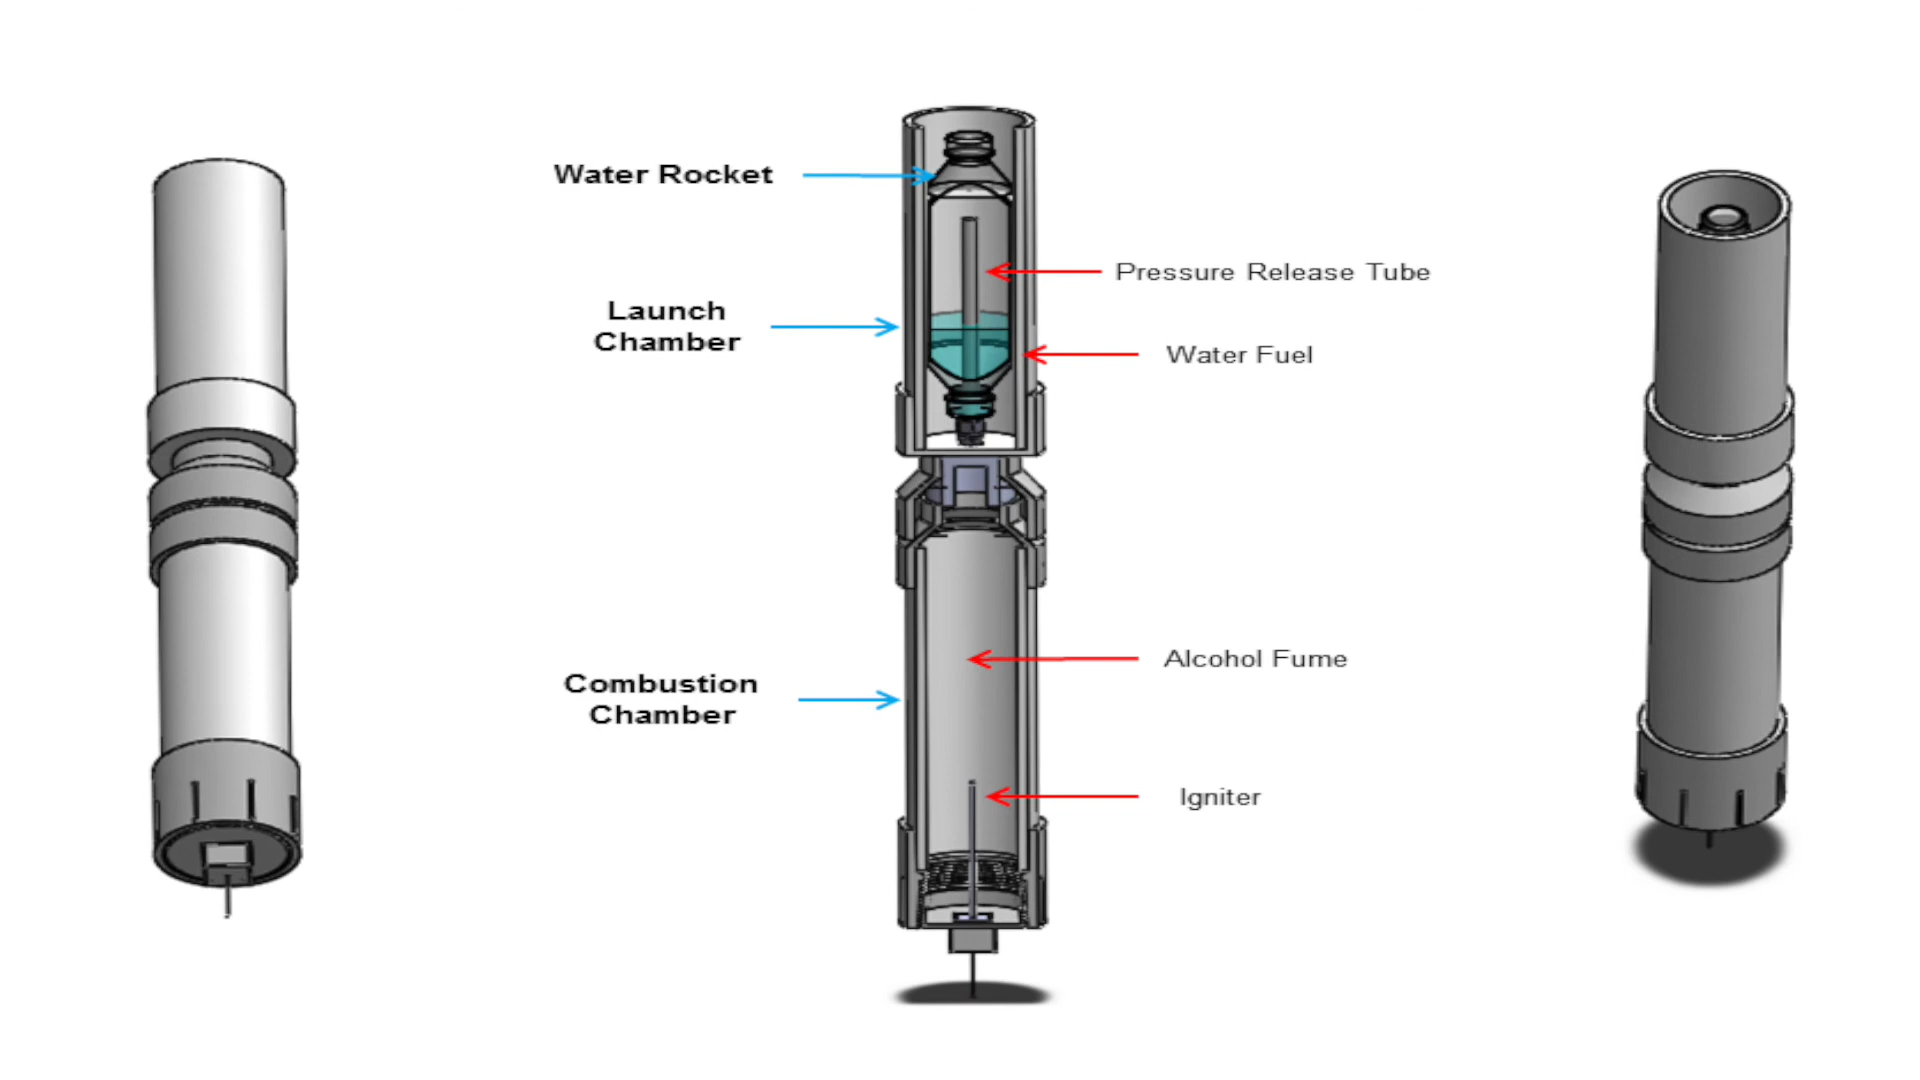 Water Rocket
Pressure Release Tube
Launch
Chamber
Water Fuel
Alcohol Fume
Combustion
Chamber
Igniter